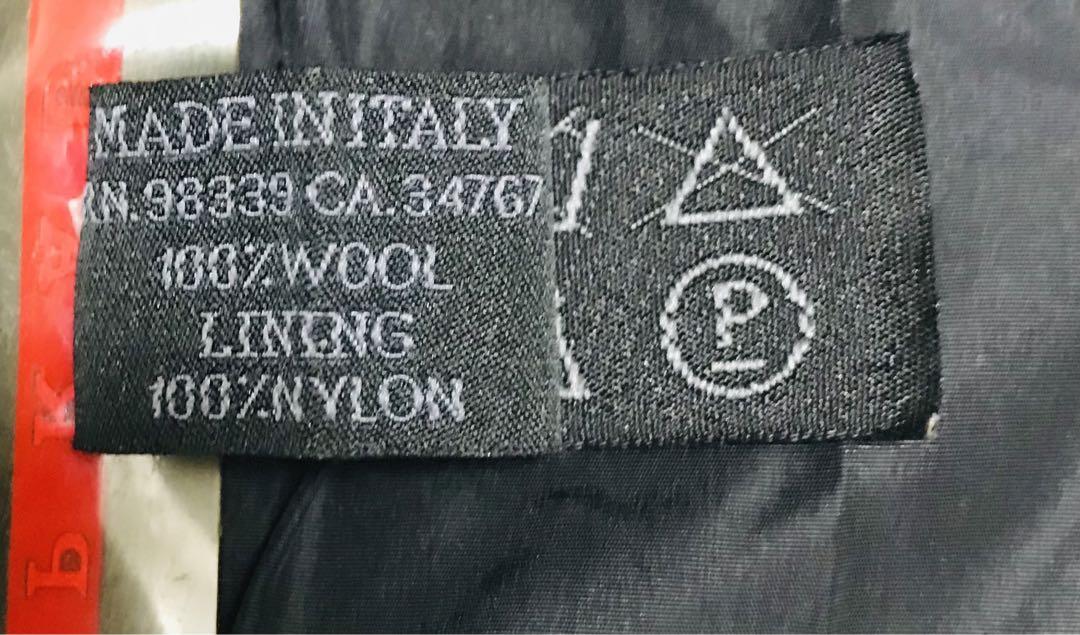 MADE IN ITALY
RN. 98339 CA. 34767
100% WOOL
LINING
100% NYLON
P